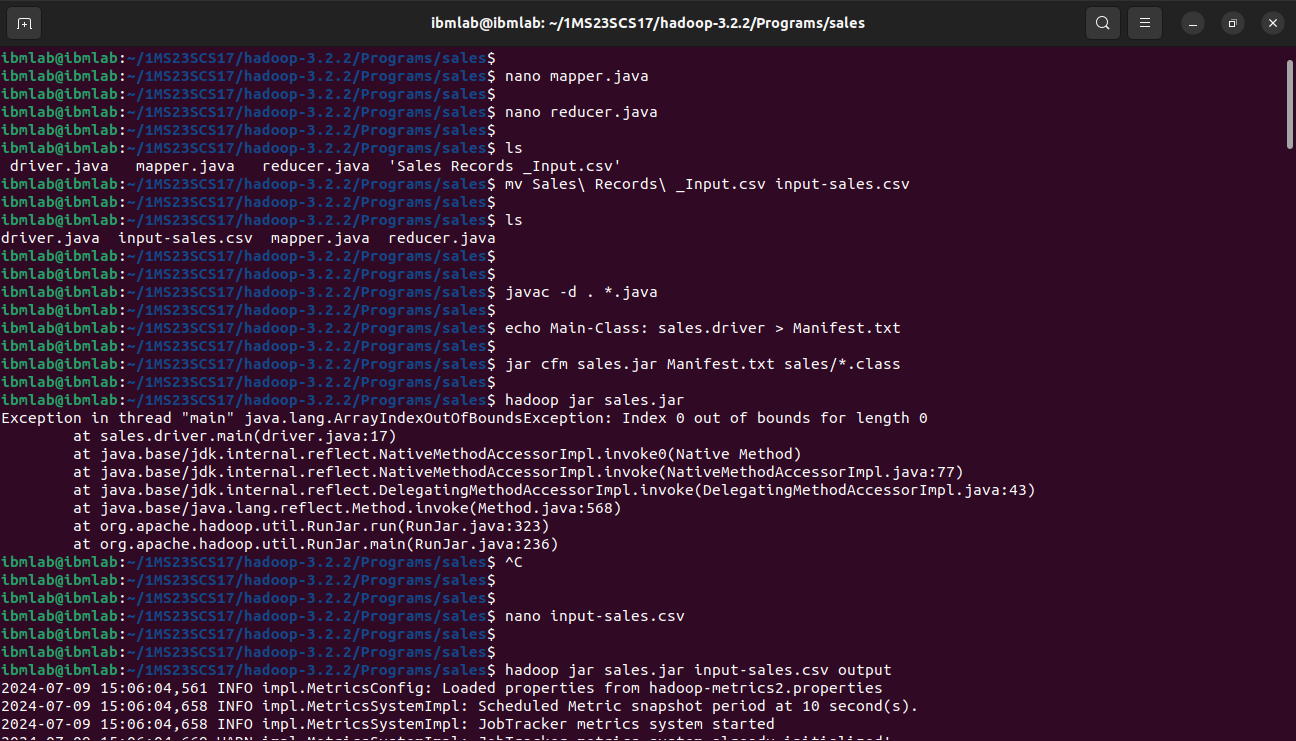 ibmlab@ibmlab: ~/1MS23SCS17/hadoop-3.2.2/Programs/sales
ibmlab@ibmlab:~/1MS23SCS17/hadoop-3.2.2/Programs/sales$
ibmlab@ibmlab:~/1MS23SCS17/hadoop-3.2.2/Programs/sales$ nano mapper.java
ibmlab@ibmlab:~/1MS23SCS17/hadoop-3.2.2/Programs/sales$
ibmlab@ibmlab:~/1MS23SCS17/hadoop-3.2.2/Programs/sales$ nano reducer.java
ibmlab@ibmlab:~/1MS23SCS17/hadoop-3.2.2/Programs/sales$
ibmlab@ibmlab:~/1MS23SCS17/hadoop-3.2.2/Programs/sales$ ls
 driver.java   mapper.java   reducer.java  'Sales Records _Input.csv'
ibmlab@ibmlab:~/1MS23SCS17/hadoop-3.2.2/Programs/sales$ mv Sales\ Records\ _Input.csv input-sales.csv
ibmlab@ibmlab:~/1MS23SCS17/hadoop-3.2.2/Programs/sales$
ibmlab@ibmlab:~/1MS23SCS17/hadoop-3.2.2/Programs/sales$ ls
driver.java  input-sales.csv  mapper.java  reducer.java
ibmlab@ibmlab:~/1MS23SCS17/hadoop-3.2.2/Programs/sales$
ibmlab@ibmlab:~/1MS23SCS17/hadoop-3.2.2/Programs/sales$
ibmlab@ibmlab:~/1MS23SCS17/hadoop-3.2.2/Programs/sales$ javac -d . *.java
ibmlab@ibmlab:~/1MS23SCS17/hadoop-3.2.2/Programs/sales$
ibmlab@ibmlab:~/1MS23SCS17/hadoop-3.2.2/Programs/sales$ echo Main-Class: sales.driver > Manifest.txt
ibmlab@ibmlab:~/1MS23SCS17/hadoop-3.2.2/Programs/sales$
ibmlab@ibmlab:~/1MS23SCS17/hadoop-3.2.2/Programs/sales$ jar cfm sales.jar Manifest.txt sales/*.class
ibmlab@ibmlab:~/1MS23SCS17/hadoop-3.2.2/Programs/sales$
ibmlab@ibmlab:~/1MS23SCS17/hadoop-3.2.2/Programs/sales$ hadoop jar sales.jar
Exception in thread "main" java.lang.ArrayIndexOutOfBoundsException: Index 0 out of bounds for length 0
        at sales.driver.main(driver.java:17)
        at java.base/jdk.internal.reflect.NativeMethodAccessorImpl.invoke0(Native Method)
        at java.base/jdk.internal.reflect.NativeMethodAccessorImpl.invoke(NativeMethodAccessorImpl.java:77)
        at java.base/jdk.internal.reflect.DelegatingMethodAccessorImpl.invoke(DelegatingMethodAccessorImpl.java:43)
        at java.base/java.lang.reflect.Method.invoke(Method.java:568)
        at org.apache.hadoop.util.RunJar.run(RunJar.java:323)
        at org.apache.hadoop.util.RunJar.main(RunJar.java:236)
ibmlab@ibmlab:~/1MS23SCS17/hadoop-3.2.2/Programs/sales$ ^C
ibmlab@ibmlab:~/1MS23SCS17/hadoop-3.2.2/Programs/sales$
ibmlab@ibmlab:~/1MS23SCS17/hadoop-3.2.2/Programs/sales$
ibmlab@ibmlab:~/1MS23SCS17/hadoop-3.2.2/Programs/sales$ nano input-sales.csv
ibmlab@ibmlab:~/1MS23SCS17/hadoop-3.2.2/Programs/sales$
ibmlab@ibmlab:~/1MS23SCS17/hadoop-3.2.2/Programs/sales$
ibmlab@ibmlab:~/1MS23SCS17/hadoop-3.2.2/Programs/sales$ hadoop jar sales.jar input-sales.csv output
2024-07-09 15:06:04,561 INFO impl.MetricsConfig: Loaded properties from hadoop-metrics2.properties
2024-07-09 15:06:04,658 INFO impl.MetricsSystemImpl: Scheduled Metric snapshot period at 10 second(s).
2024-07-09 15:06:04,658 INFO impl.MetricsSystemImpl: JobTracker metrics system started